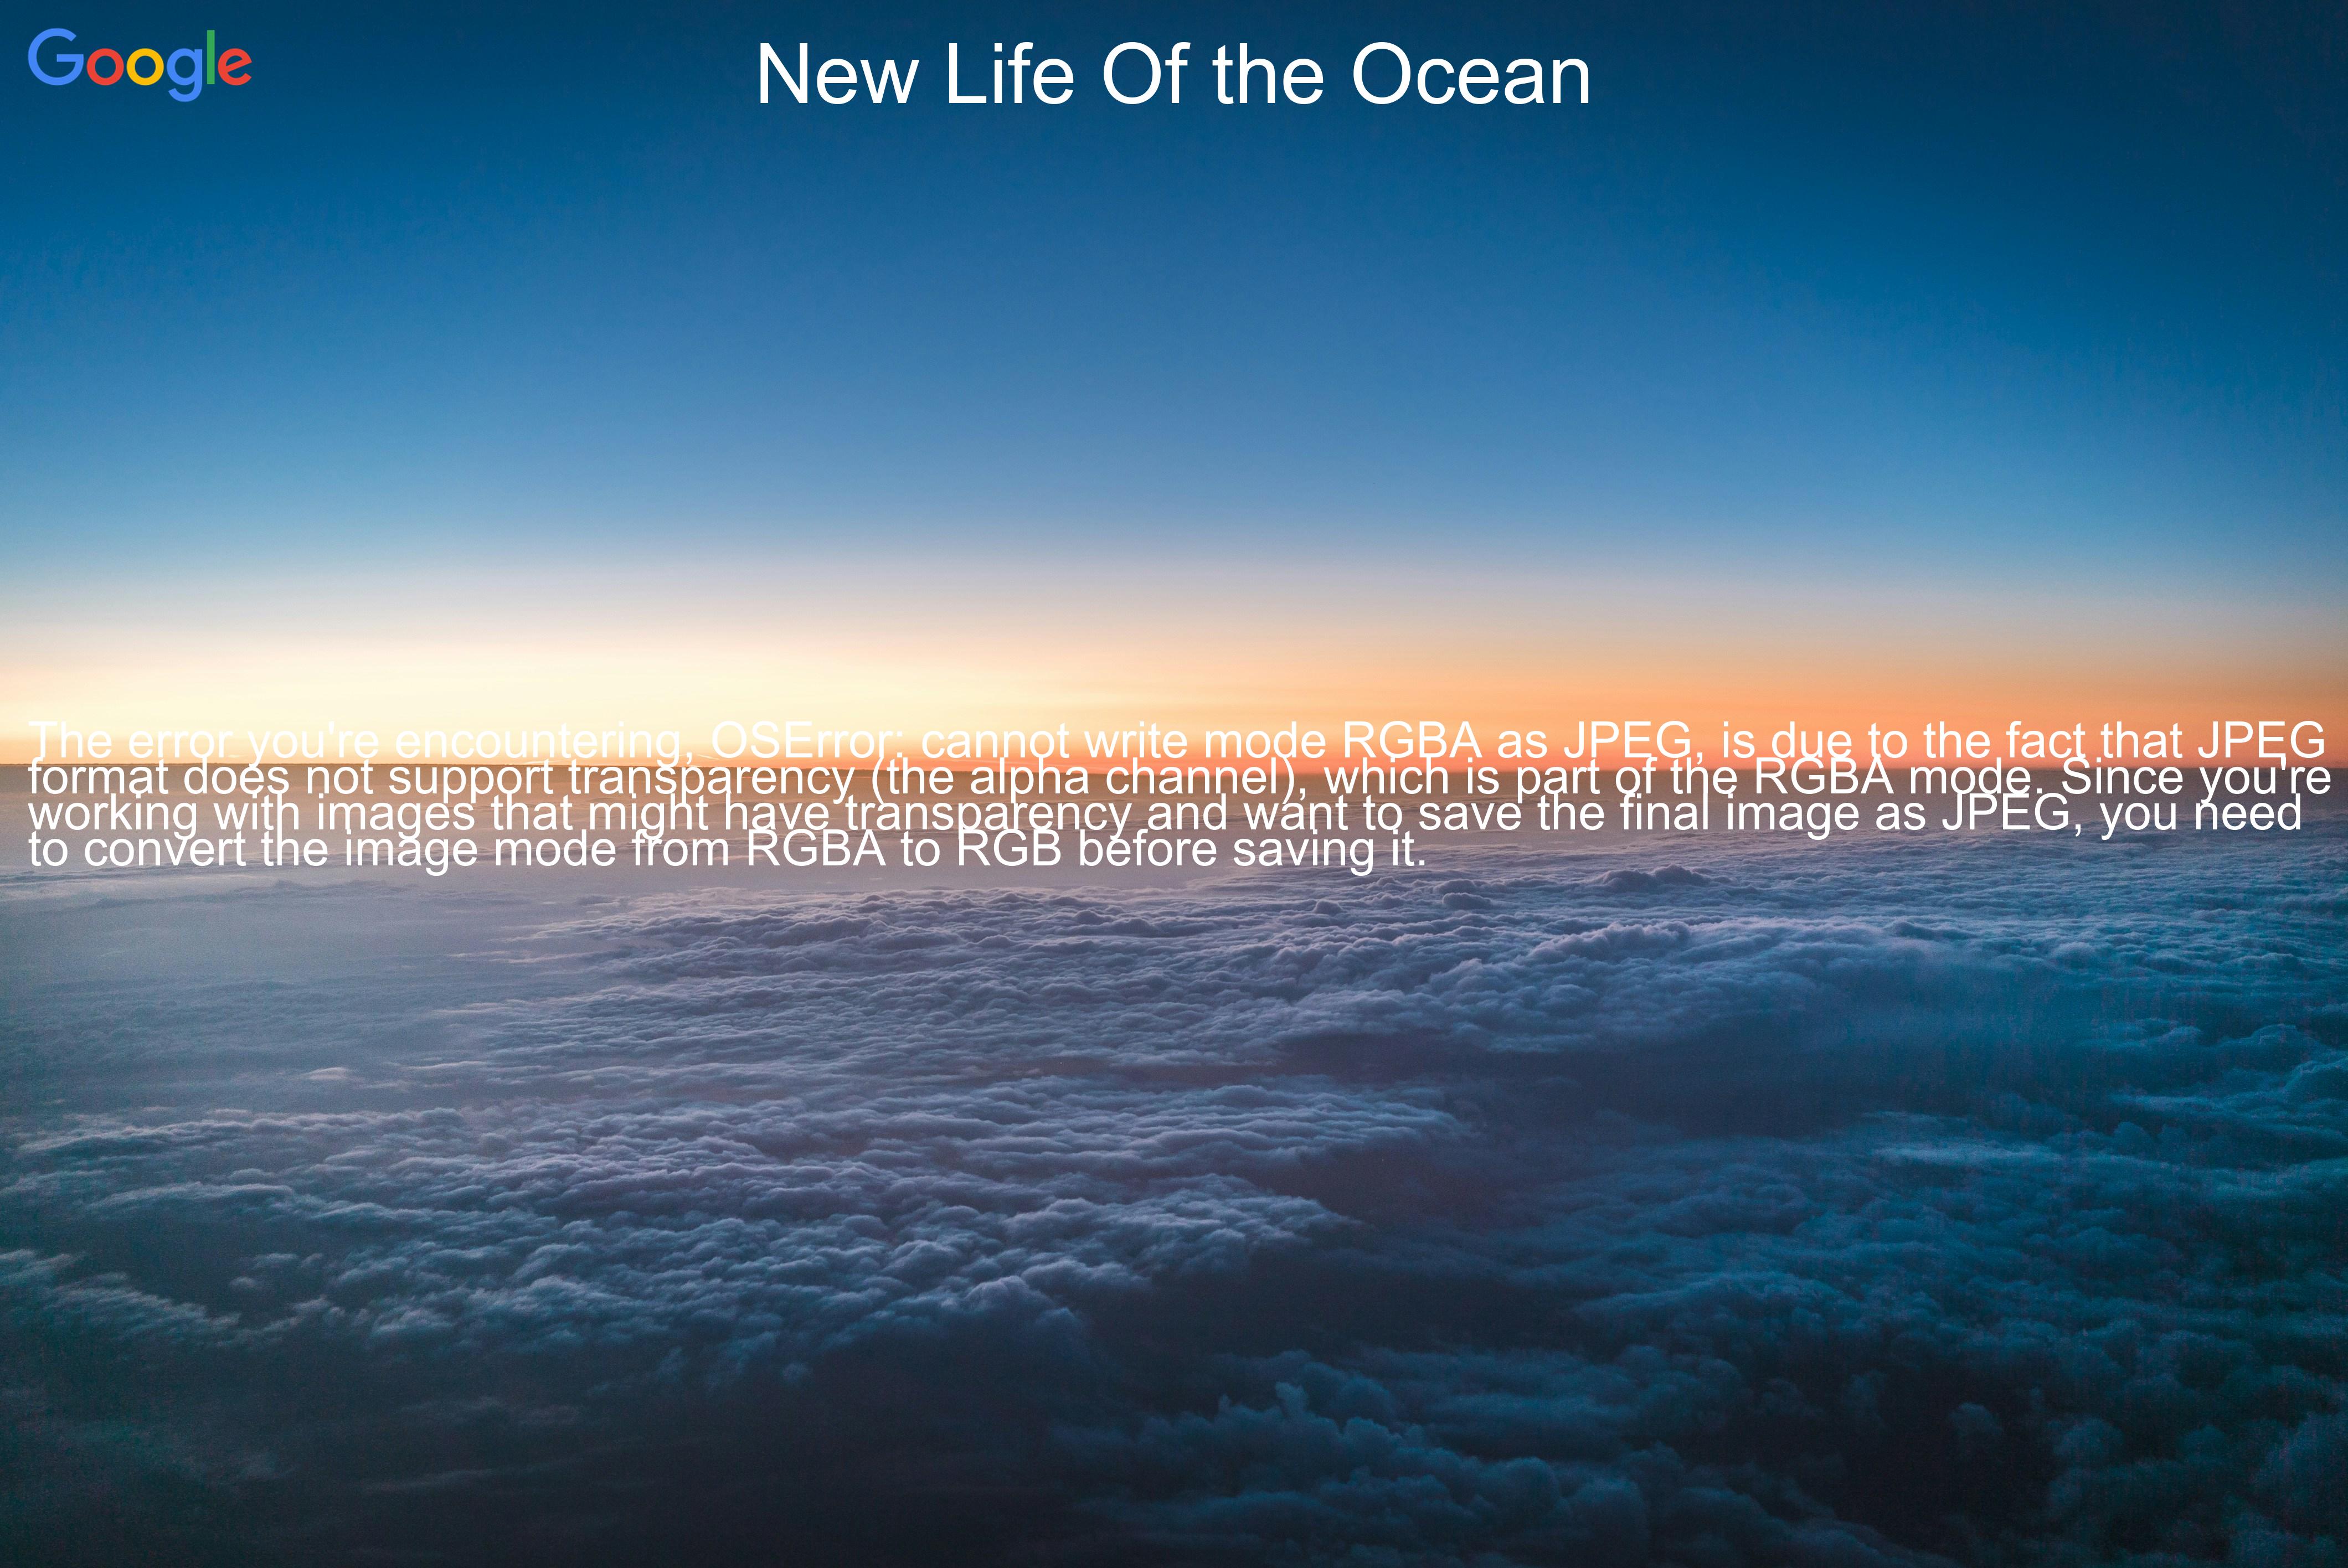 Google
New Life Of the Ocean
The error you're encountering, OSError: cannot write mode RGBA as JPEG, is due to the fact that JPEG
format does not support transparency (the alpha channel), which is part of the RGBA mode. Since you're
working with images that might have transparency and want to save the final image as JPEG, you need
to convert the image mode from RGBA to RGB before saving it.